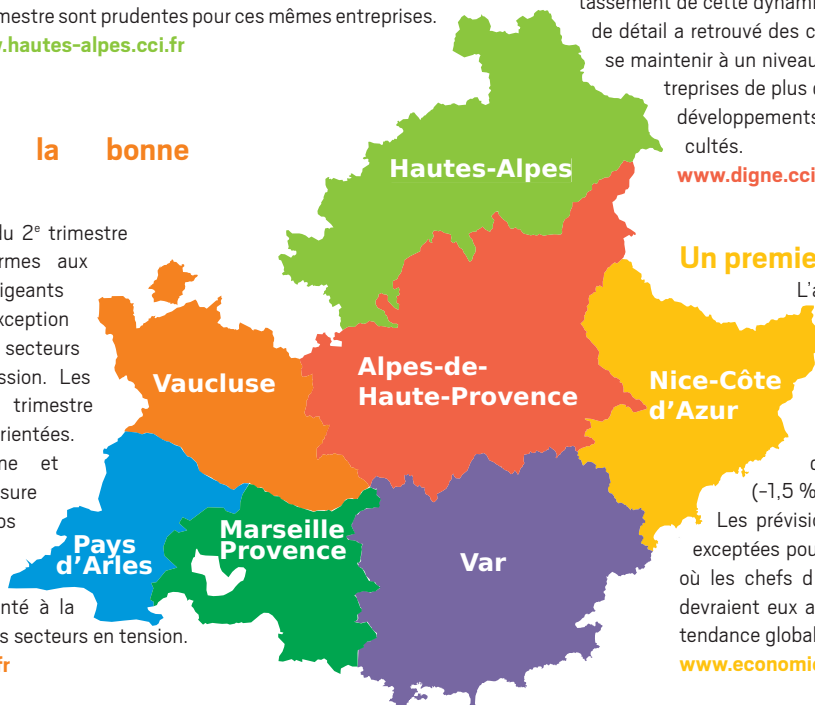 mestre sont prudentes pour ces mêmes entreprises.
.hautes-alpes.cci.fr
la bonne
du 2e trimestre
rmes aux
igeants
xception
secteurs
ssion. Les
trimestre
rientées.
ne et
sure
os
nté à la
s secteurs en tension.
fr
Hautes-Alpes
Vaucluse
Alpes-de-
Haute-Provence
Nice-Côte
d’Azur
Pays
d’Arles
Marseille
Provence
Var
tassement de cette dynami
de détail a retrouvé des c
se maintenir à un niveau
treprises de plus
développements
cultés.
www.digne.cci
Un premie
L’a
(-1,5 %
Les prévisio
exceptées pou
où les chefs d
devraient eux a
tendance global
www.economi